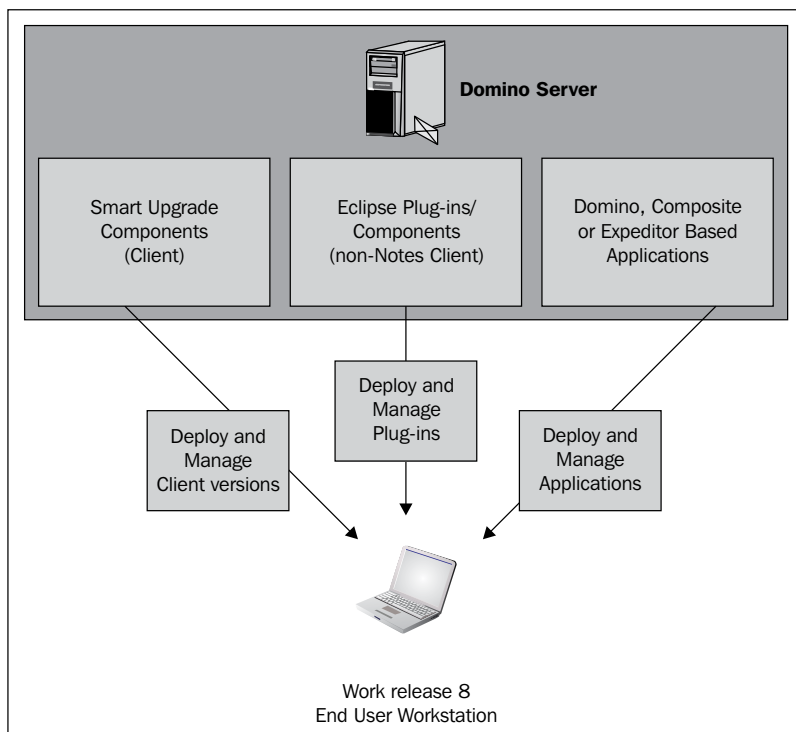 Domino Server
Smart Upgrade
Components
(Client)
Eclipse Plug-ins/
Components
(non-Notes Client)
Domino, Composite
or Expeditor Based
Applications
Deploy and
Manage
Client versions
Deploy and
Manage
Plug-ins
Deploy and
Manage
Applications
Work release 8
End User Workstation